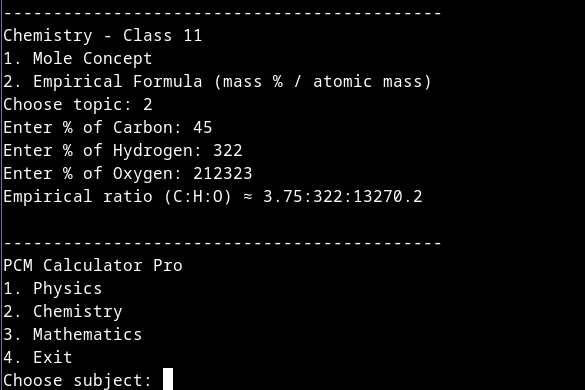 --------------------------------------------
Chemistry - Class 11
1. Mole Concept
2. Empirical Formula (mass % / atomic mass)
Choose topic: 2
Enter % of Carbon: 45
Enter % of Hydrogen: 322
Enter % of Oxygen: 212323
Empirical ratio (C:H:O) ≈ 3.75:322:13270.2
--------------------------------------------
PCM Calculator Pro
1. Physics
2. Chemistry
3. Mathematics
4. Exit
Choose subject: